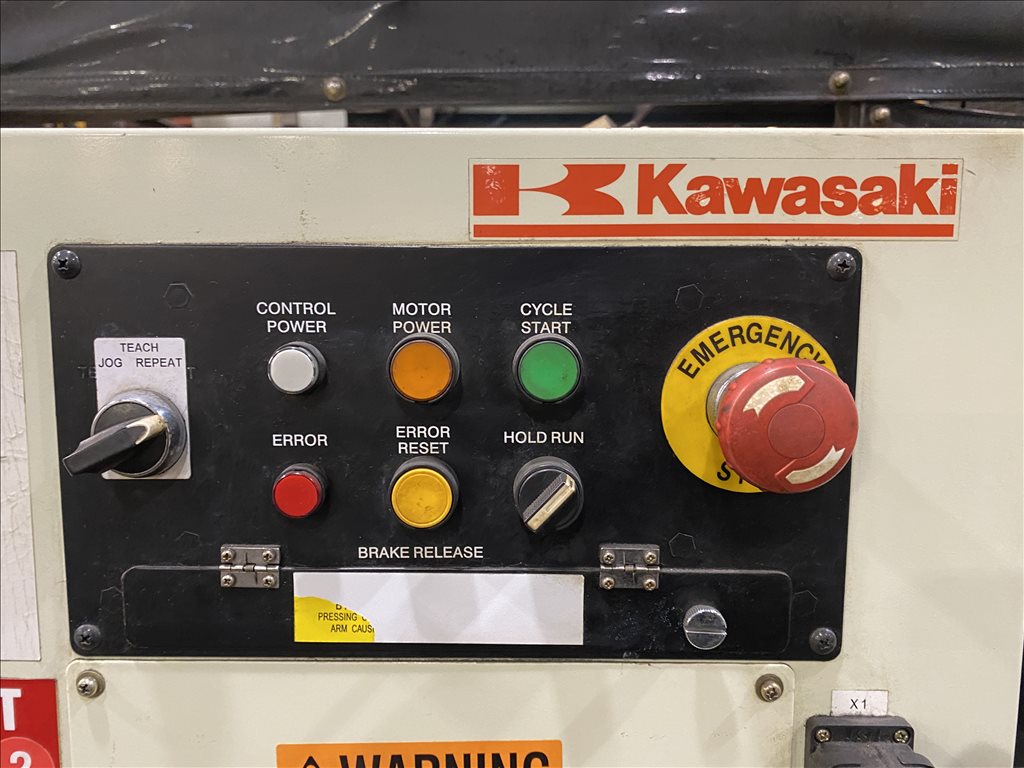 Kawasaki
CONTROL
POWER
MOTOR
POWER
CYCLE
START
EMERGENCY
TEACH
JOG REPEAT
ERROR
ERROR
RESET
HOLD RUN
BRAKE RELEASE
PRESSING
ARM
X1
T
2
WARNING